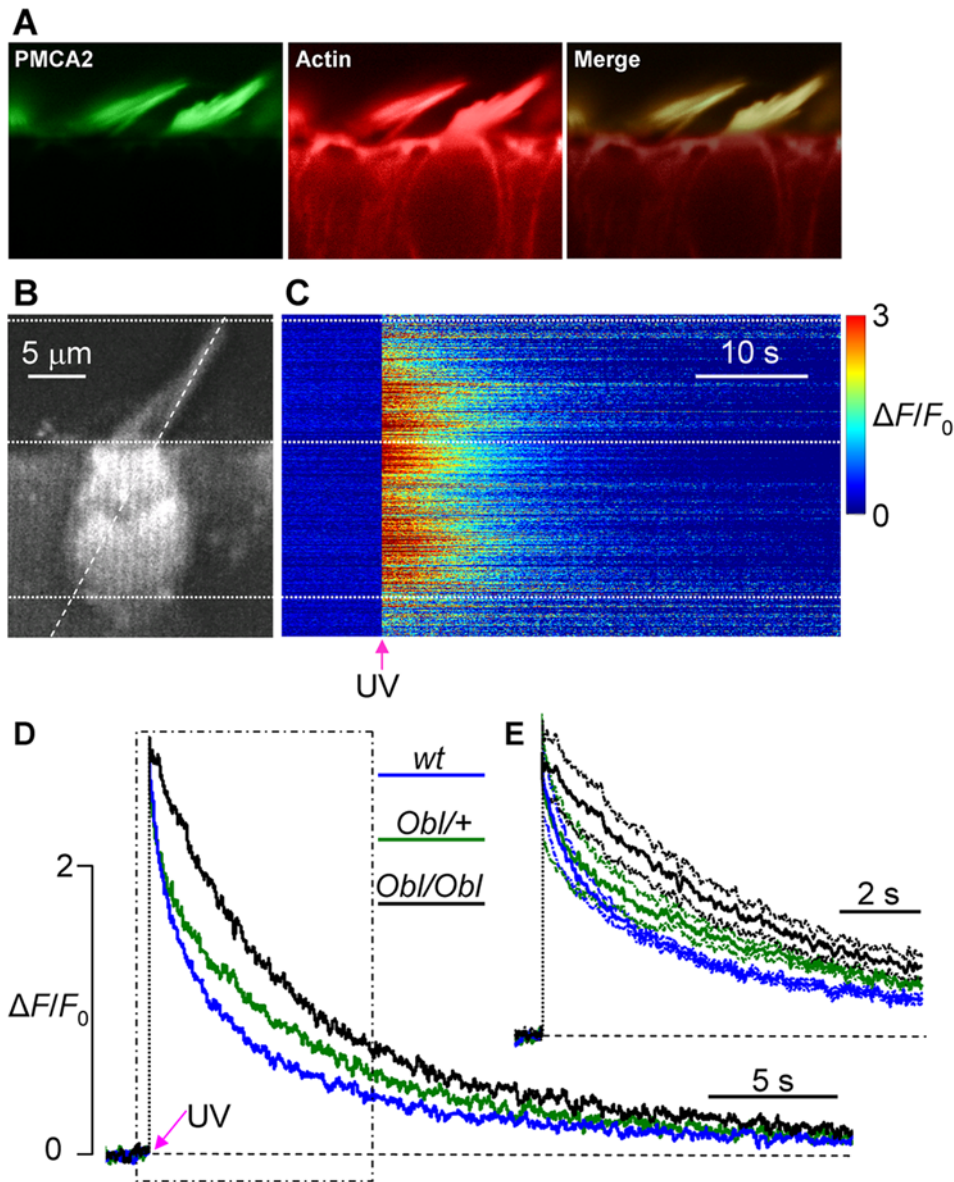 A
PMCA2
Actin
Merge
B
5 μm
C
10 s
3
ΔF/F0
0
UV
D
wt
Obl/+
Obl/Obl
E
2 s
2
ΔF/F0
5 s
UV
0